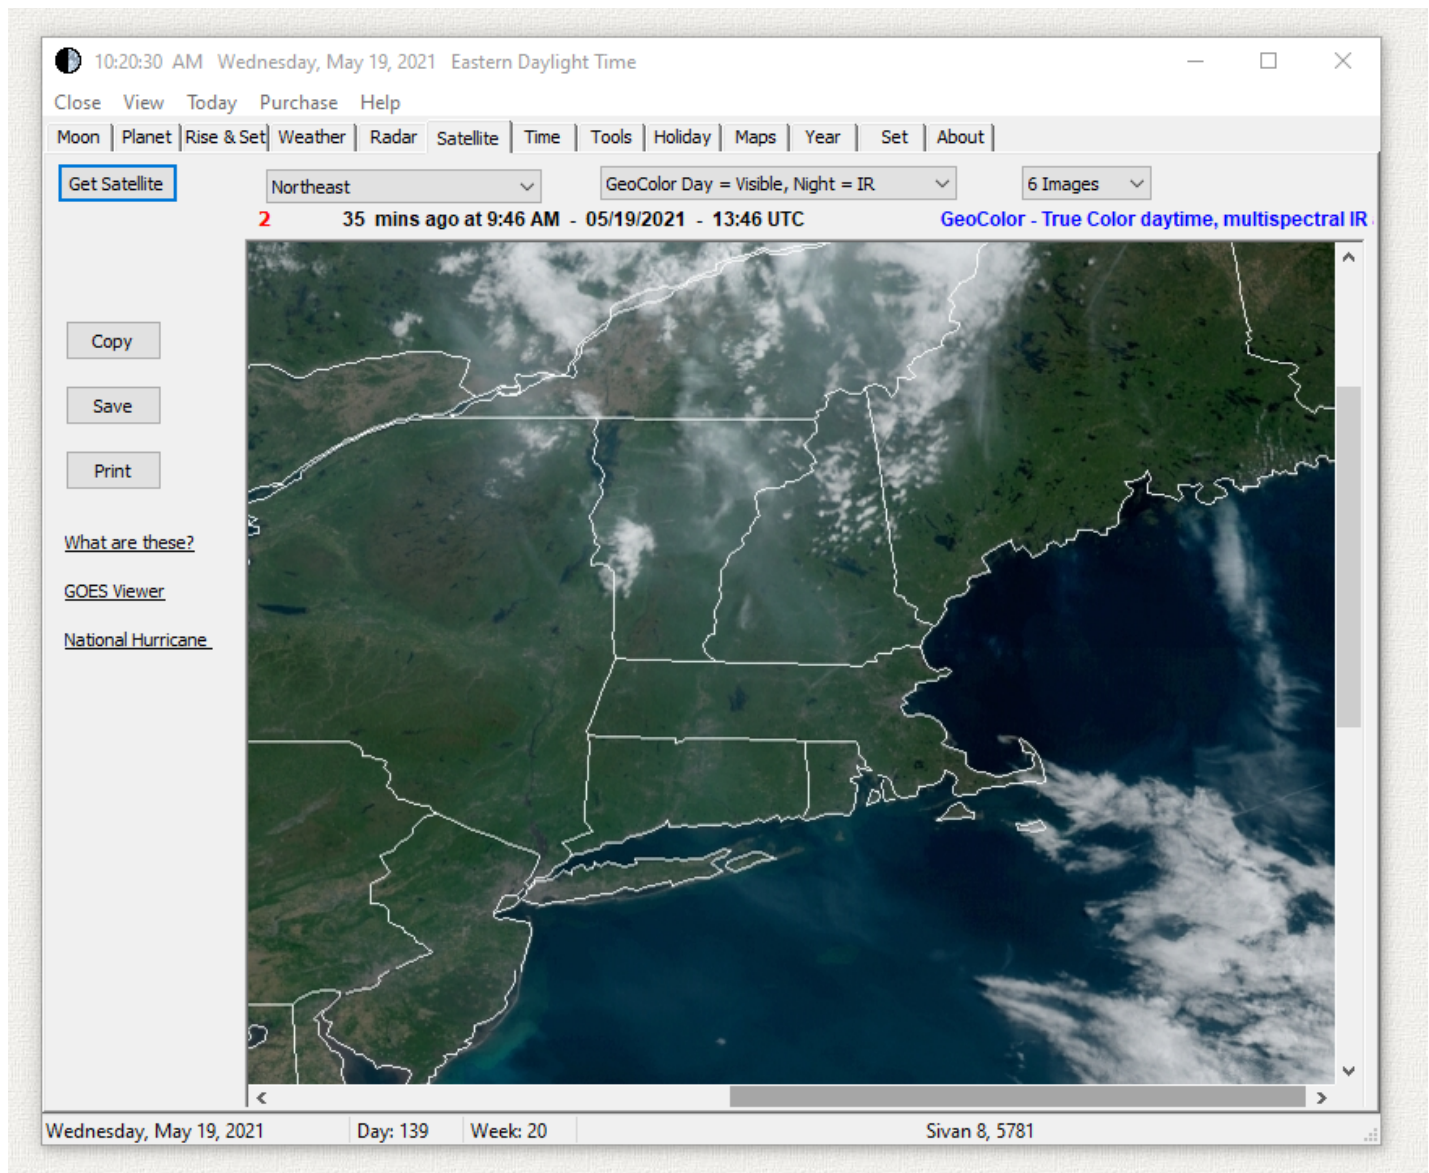 10:20:30 AM Wednesday, May 19, 2021 Eastern Daylight Time
Close View Today Purchase Help
Moon Planet Rise & Set Weather Radar Satellite Time Tools Holiday Maps Year Set About
Get Satellite Northeast GeoColor Day = Visible, Night = IR 6 Images
2 35 mins ago at 9:46 AM - 05/19/2021 - 13:46 UTC GeoColor - True Color daytime, multispectral IR
Copy
Save
Print
What are these?
GOES Viewer
National Hurricane
Wednesday, May 19, 2021 Day: 139 Week: 20 Sivan 8, 5781